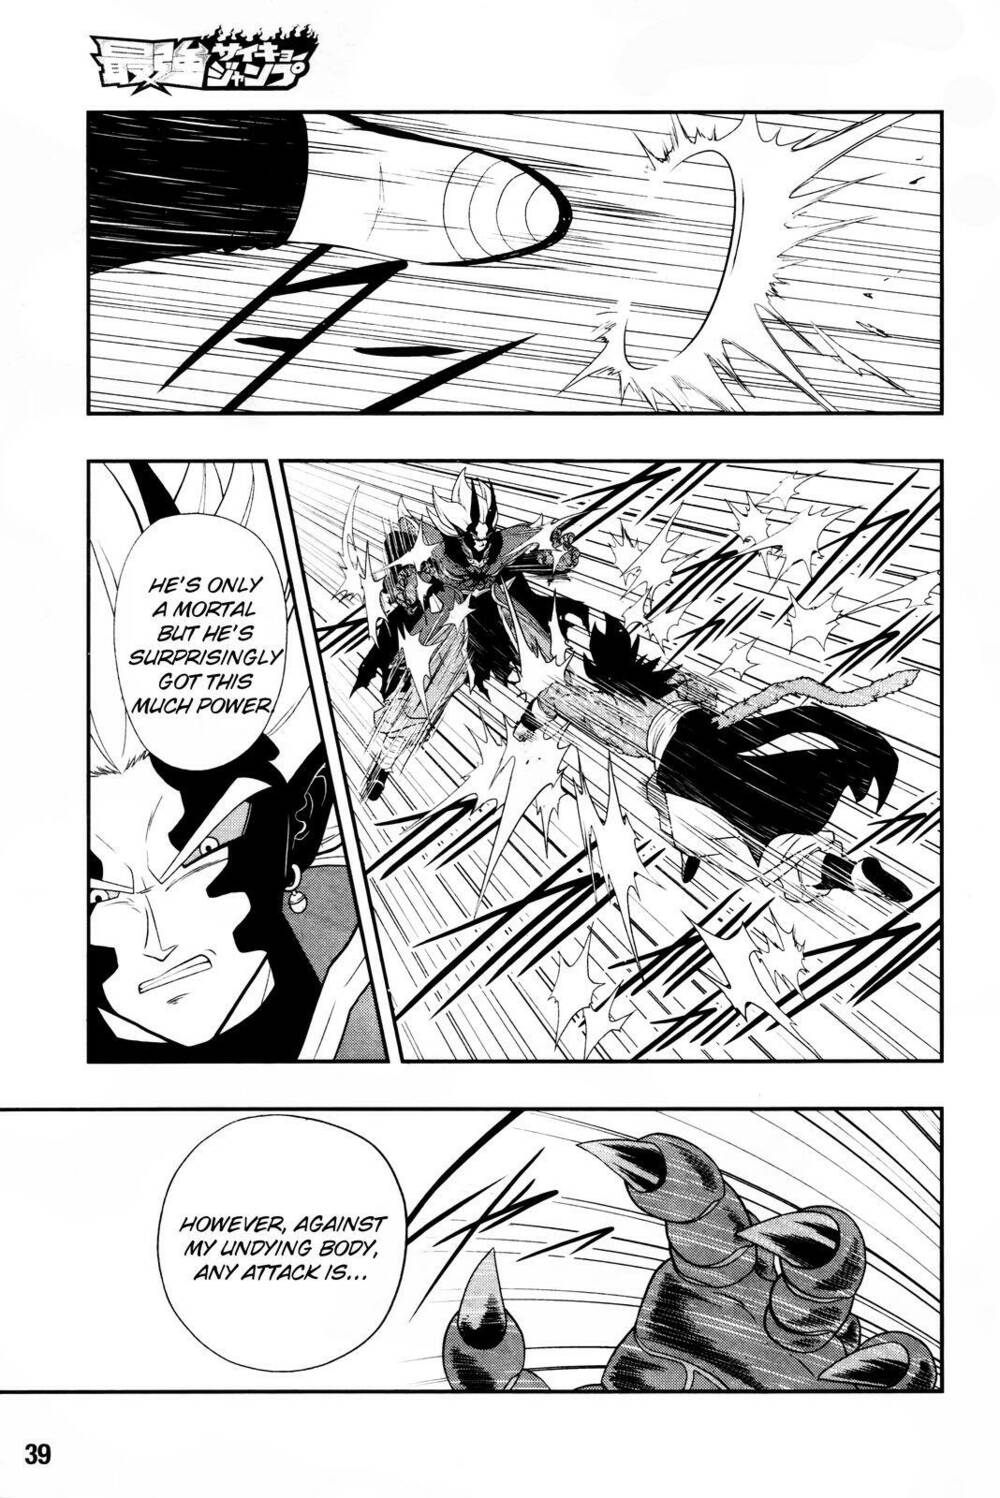 最強
サイキョー
ジャンプ
HE'S ONLY
A MORTAL
BUT HE'S
SURPRISINGLY
GOT THIS
MUCH POWER.
HOWEVER, AGAINST
MY UNDYING BODY,
ANY ATTACK IS...
39